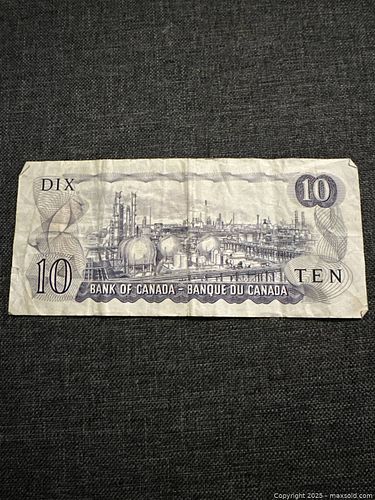 DIX
10
10
TEN
BANK OF CANADA - BANQUE DU CANADA
Copyright 2025 - maxsold.com